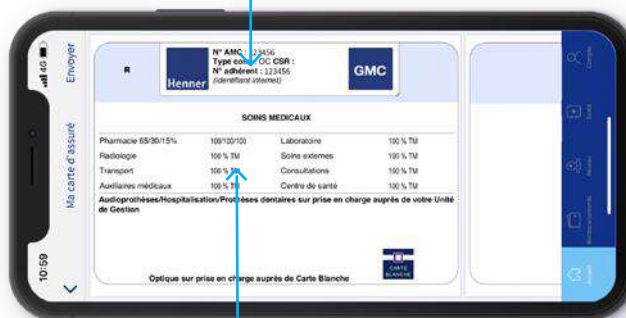 10:59
4G
Ma carte d'assuré
Envoyer
R
Henner
N° AMC : 123456
Type OC CSR :
N° adhérent : 123456
(identifiant internet)
GMC
SOINS MEDICAUX
Pharmacie 65/30/15% 100/100/100 Laboratoire 100 % TM
Radiologie 100 % TM Soins externes 100 % TM
Transport 100 % TM Consultations 100 % TM
Auxiliaires médicaux 100 % TM Centre de santé 100 % TM
Audioprothèses/Hospitalisation/Prothèses dentaires sur prise en charge auprès de votre Unité
de Gestion
Optique sur prise en charge auprès de Carte Blanche
CARTE
BLANCHE
Compte
Remboursements
Accueil